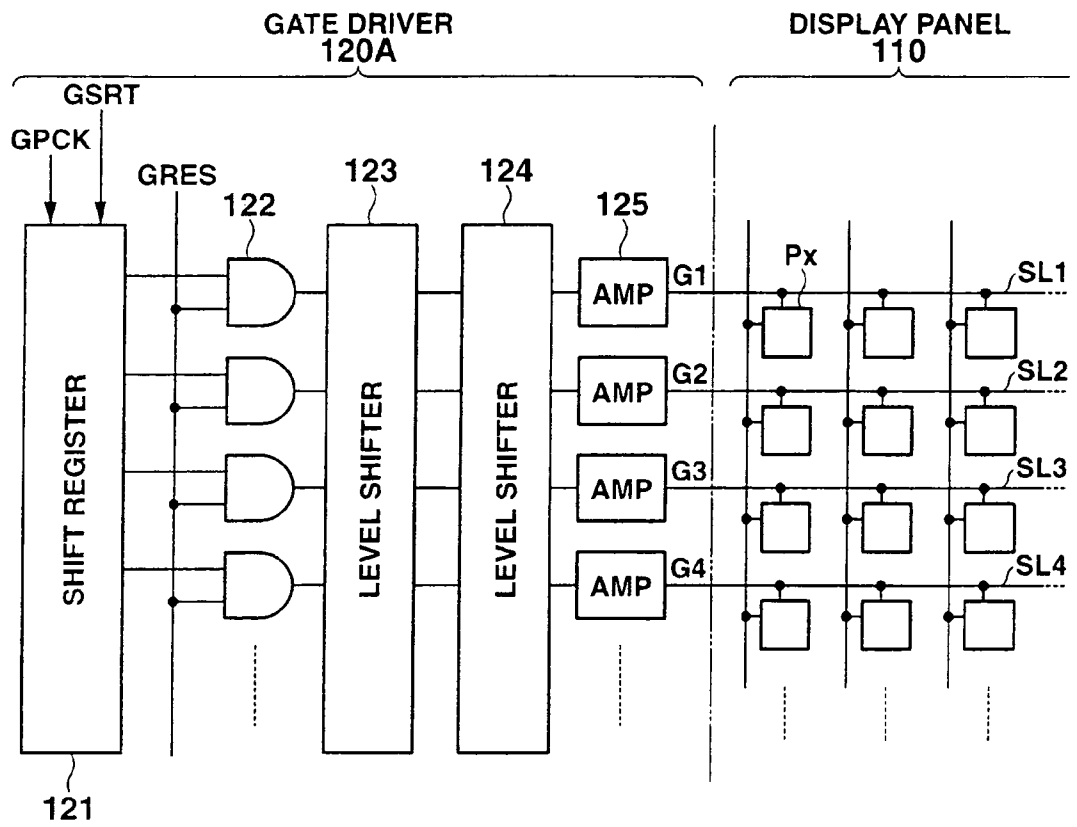 GATE DRIVER
120A
DISPLAY PANEL
110
GSRT
GPCK
GRES
122
123
124
125
Px
G1
SL1
AMP
G2
SL2
AMP
G3
SL3
AMP
G4
SL4
AMP
SHIFT REGISTER
LEVEL SHIFTER
LEVEL SHIFTER
121